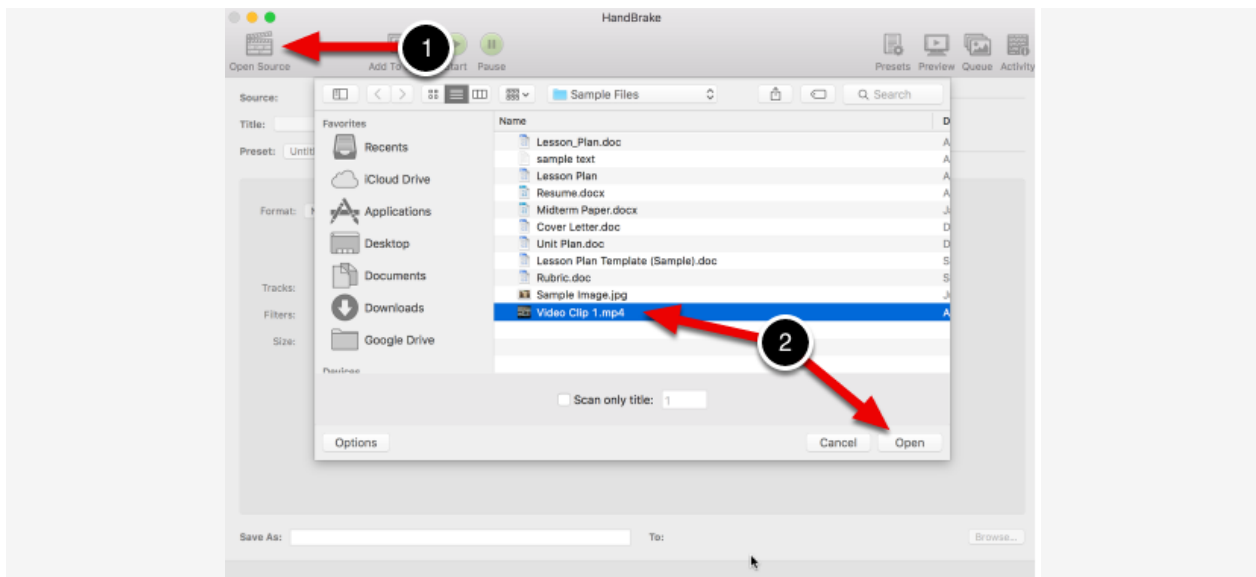 HandBrake
1
Open Source
Pause
Presets Preview Queue Activity
Source:
Sample Files
Search
Title:
Favorites
Name
Preset:
Recents
Lesson_Plan.doc
sample text
iCloud Drive
Lesson Plan
Resume.docx
Format:
Applications
Midterm Paper.docx
Cover Letter.doc
Desktop
Unit Plan.doc
Lesson Plan Template (Sample).doc
Tracks:
Documents
Rubric.doc
Sample Image.jpg
Filters:
Downloads
Video Clip 1.mp4
2
Size:
Google Drive
Devices
Scan only title: 1
Options
Cancel
Open
Save As:
To:
Browse...